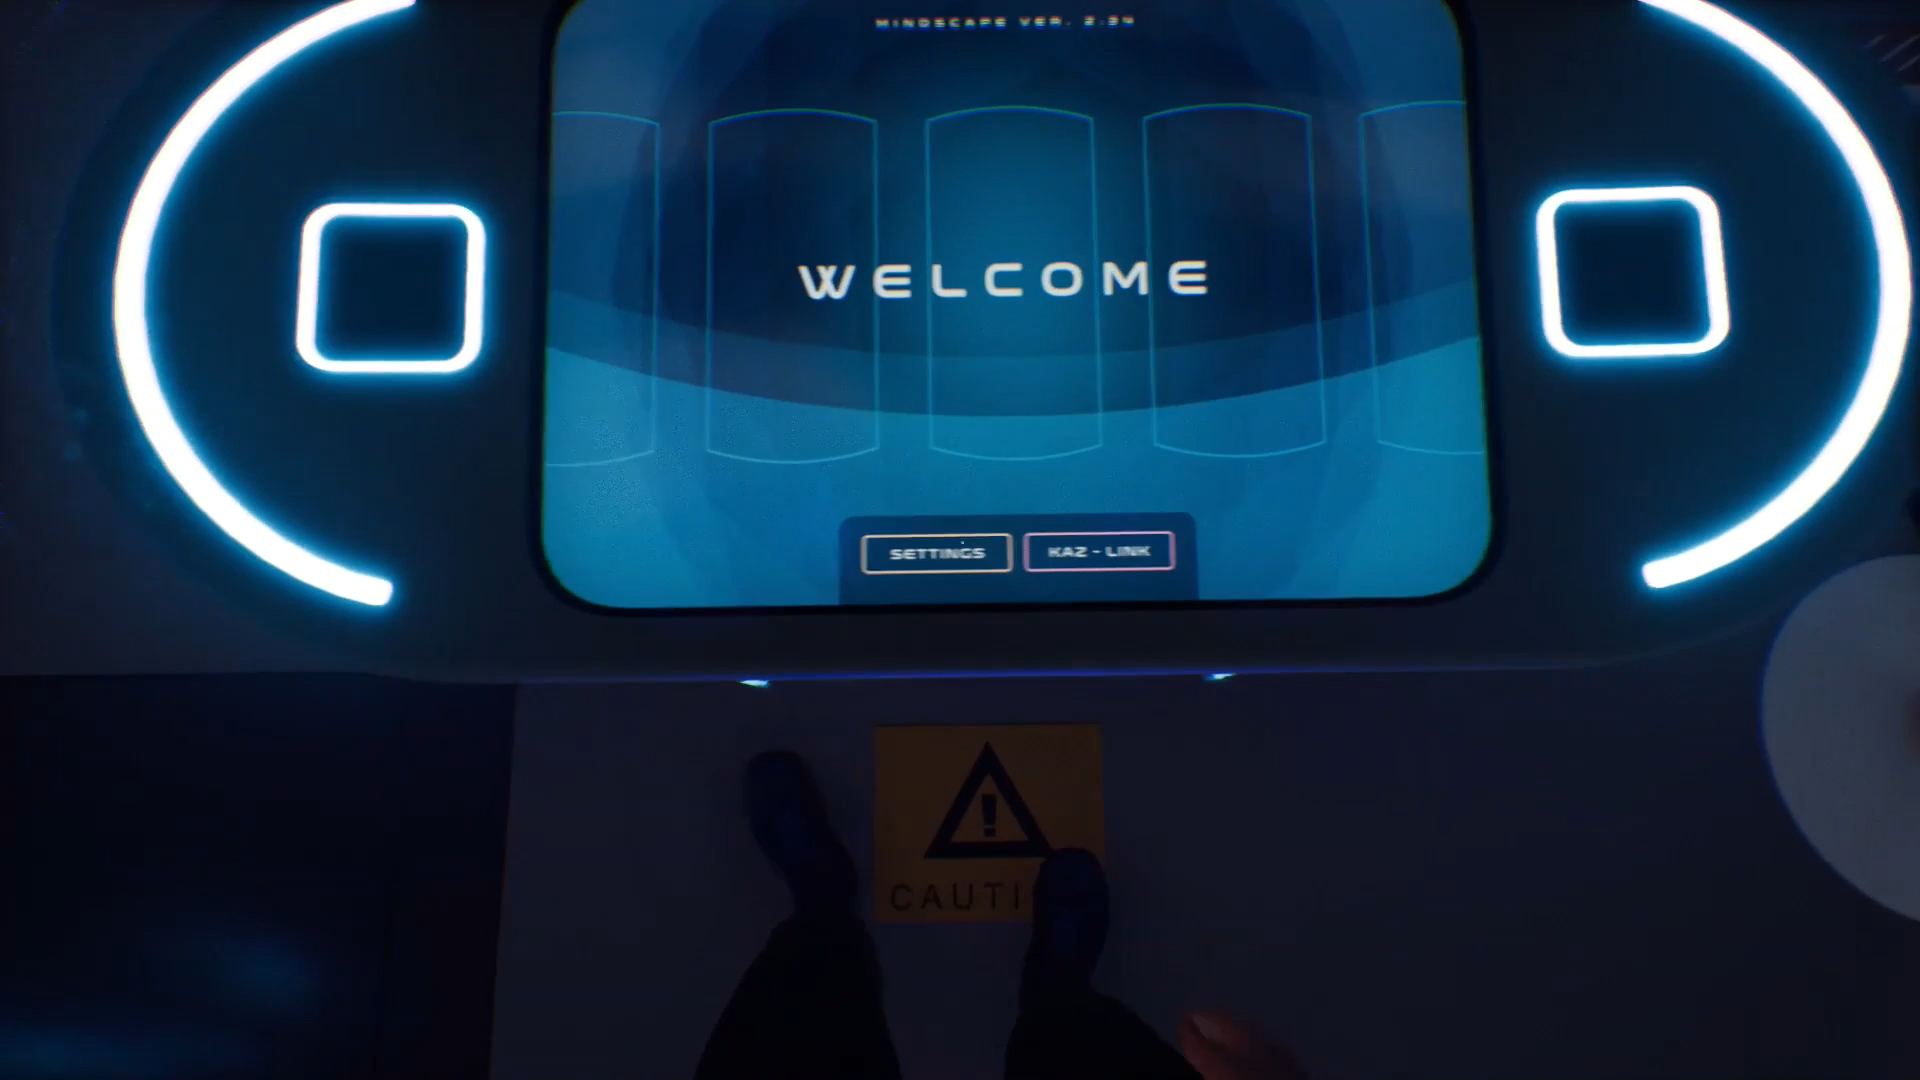 MINDSCAPE VER. 2.34
WELCOME
SETTINGS
KAZ - LINK
CAUTI